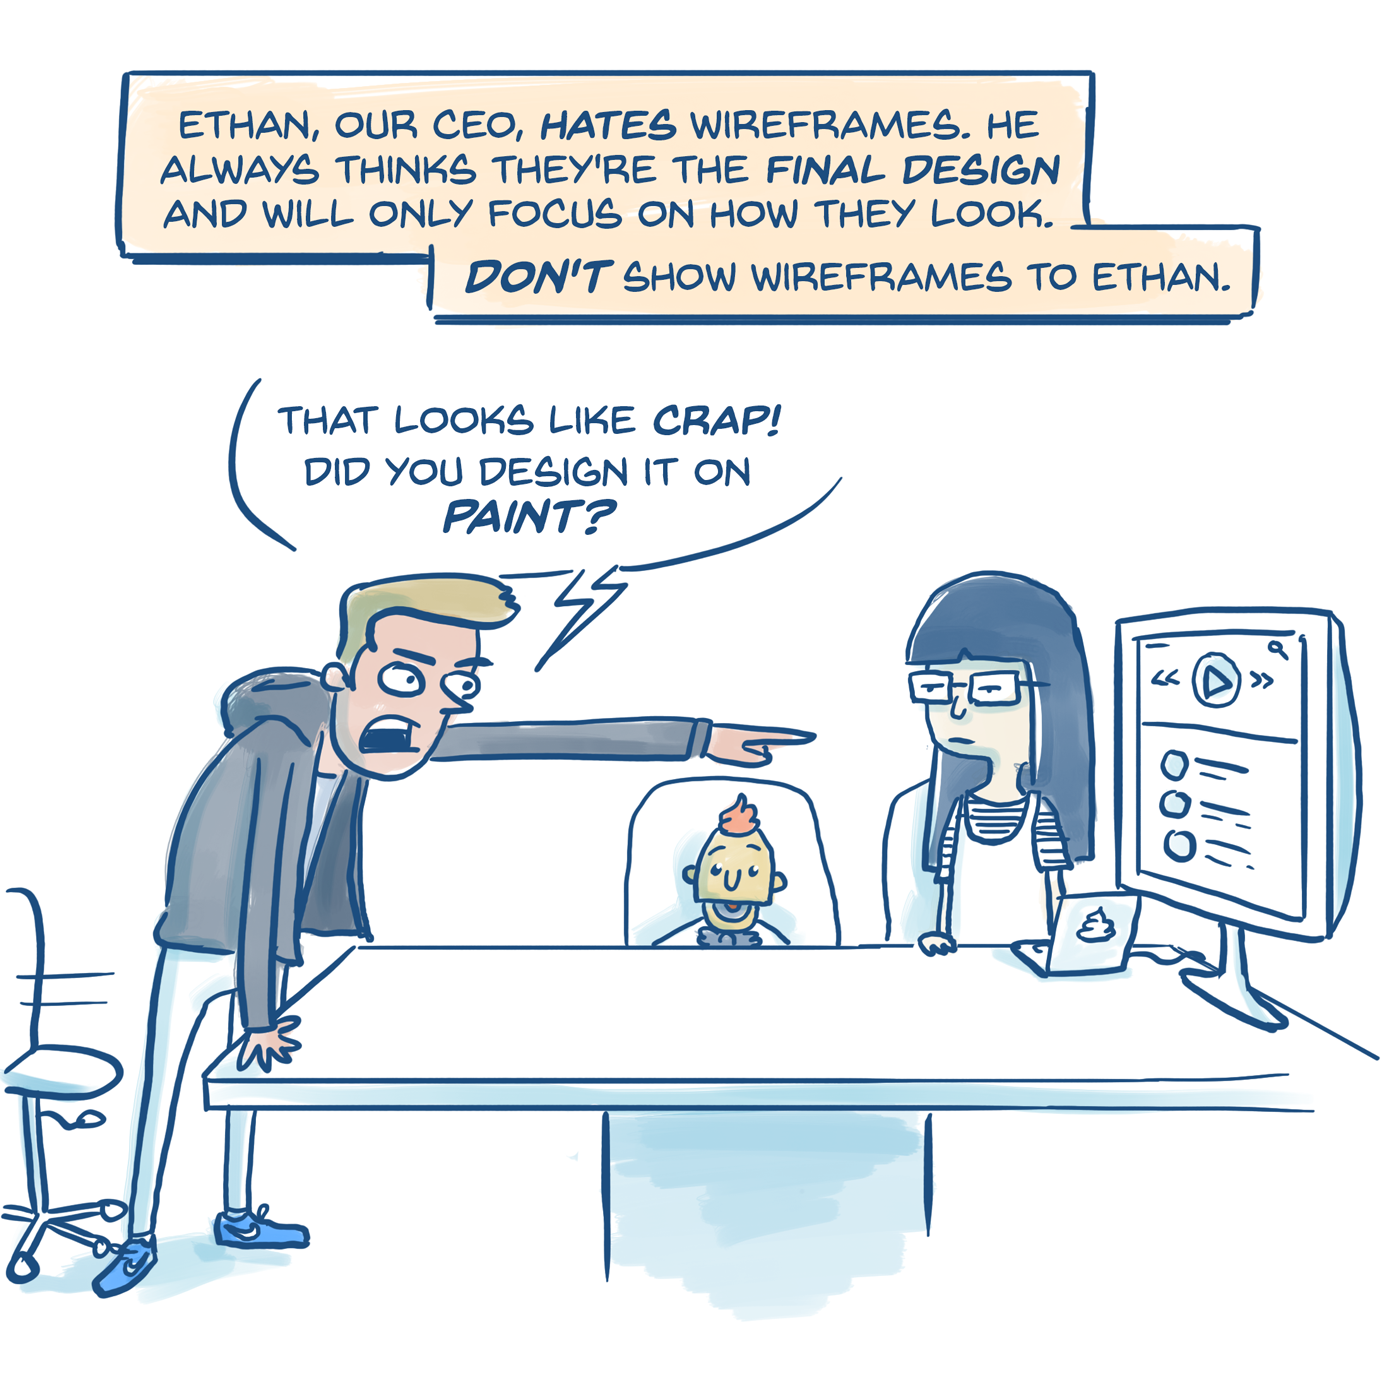 ETHAN, OUR CEO, HATES WIREFRAMES. HE
ALWAYS THINKS THEY'RE THE FINAL DESIGN
AND WILL ONLY FOCUS ON HOW THEY LOOK.
DON'T SHOW WIREFRAMES TO ETHAN.
THAT LOOKS LIKE CRAP!
DID YOU DESIGN IT ON
PAINT?